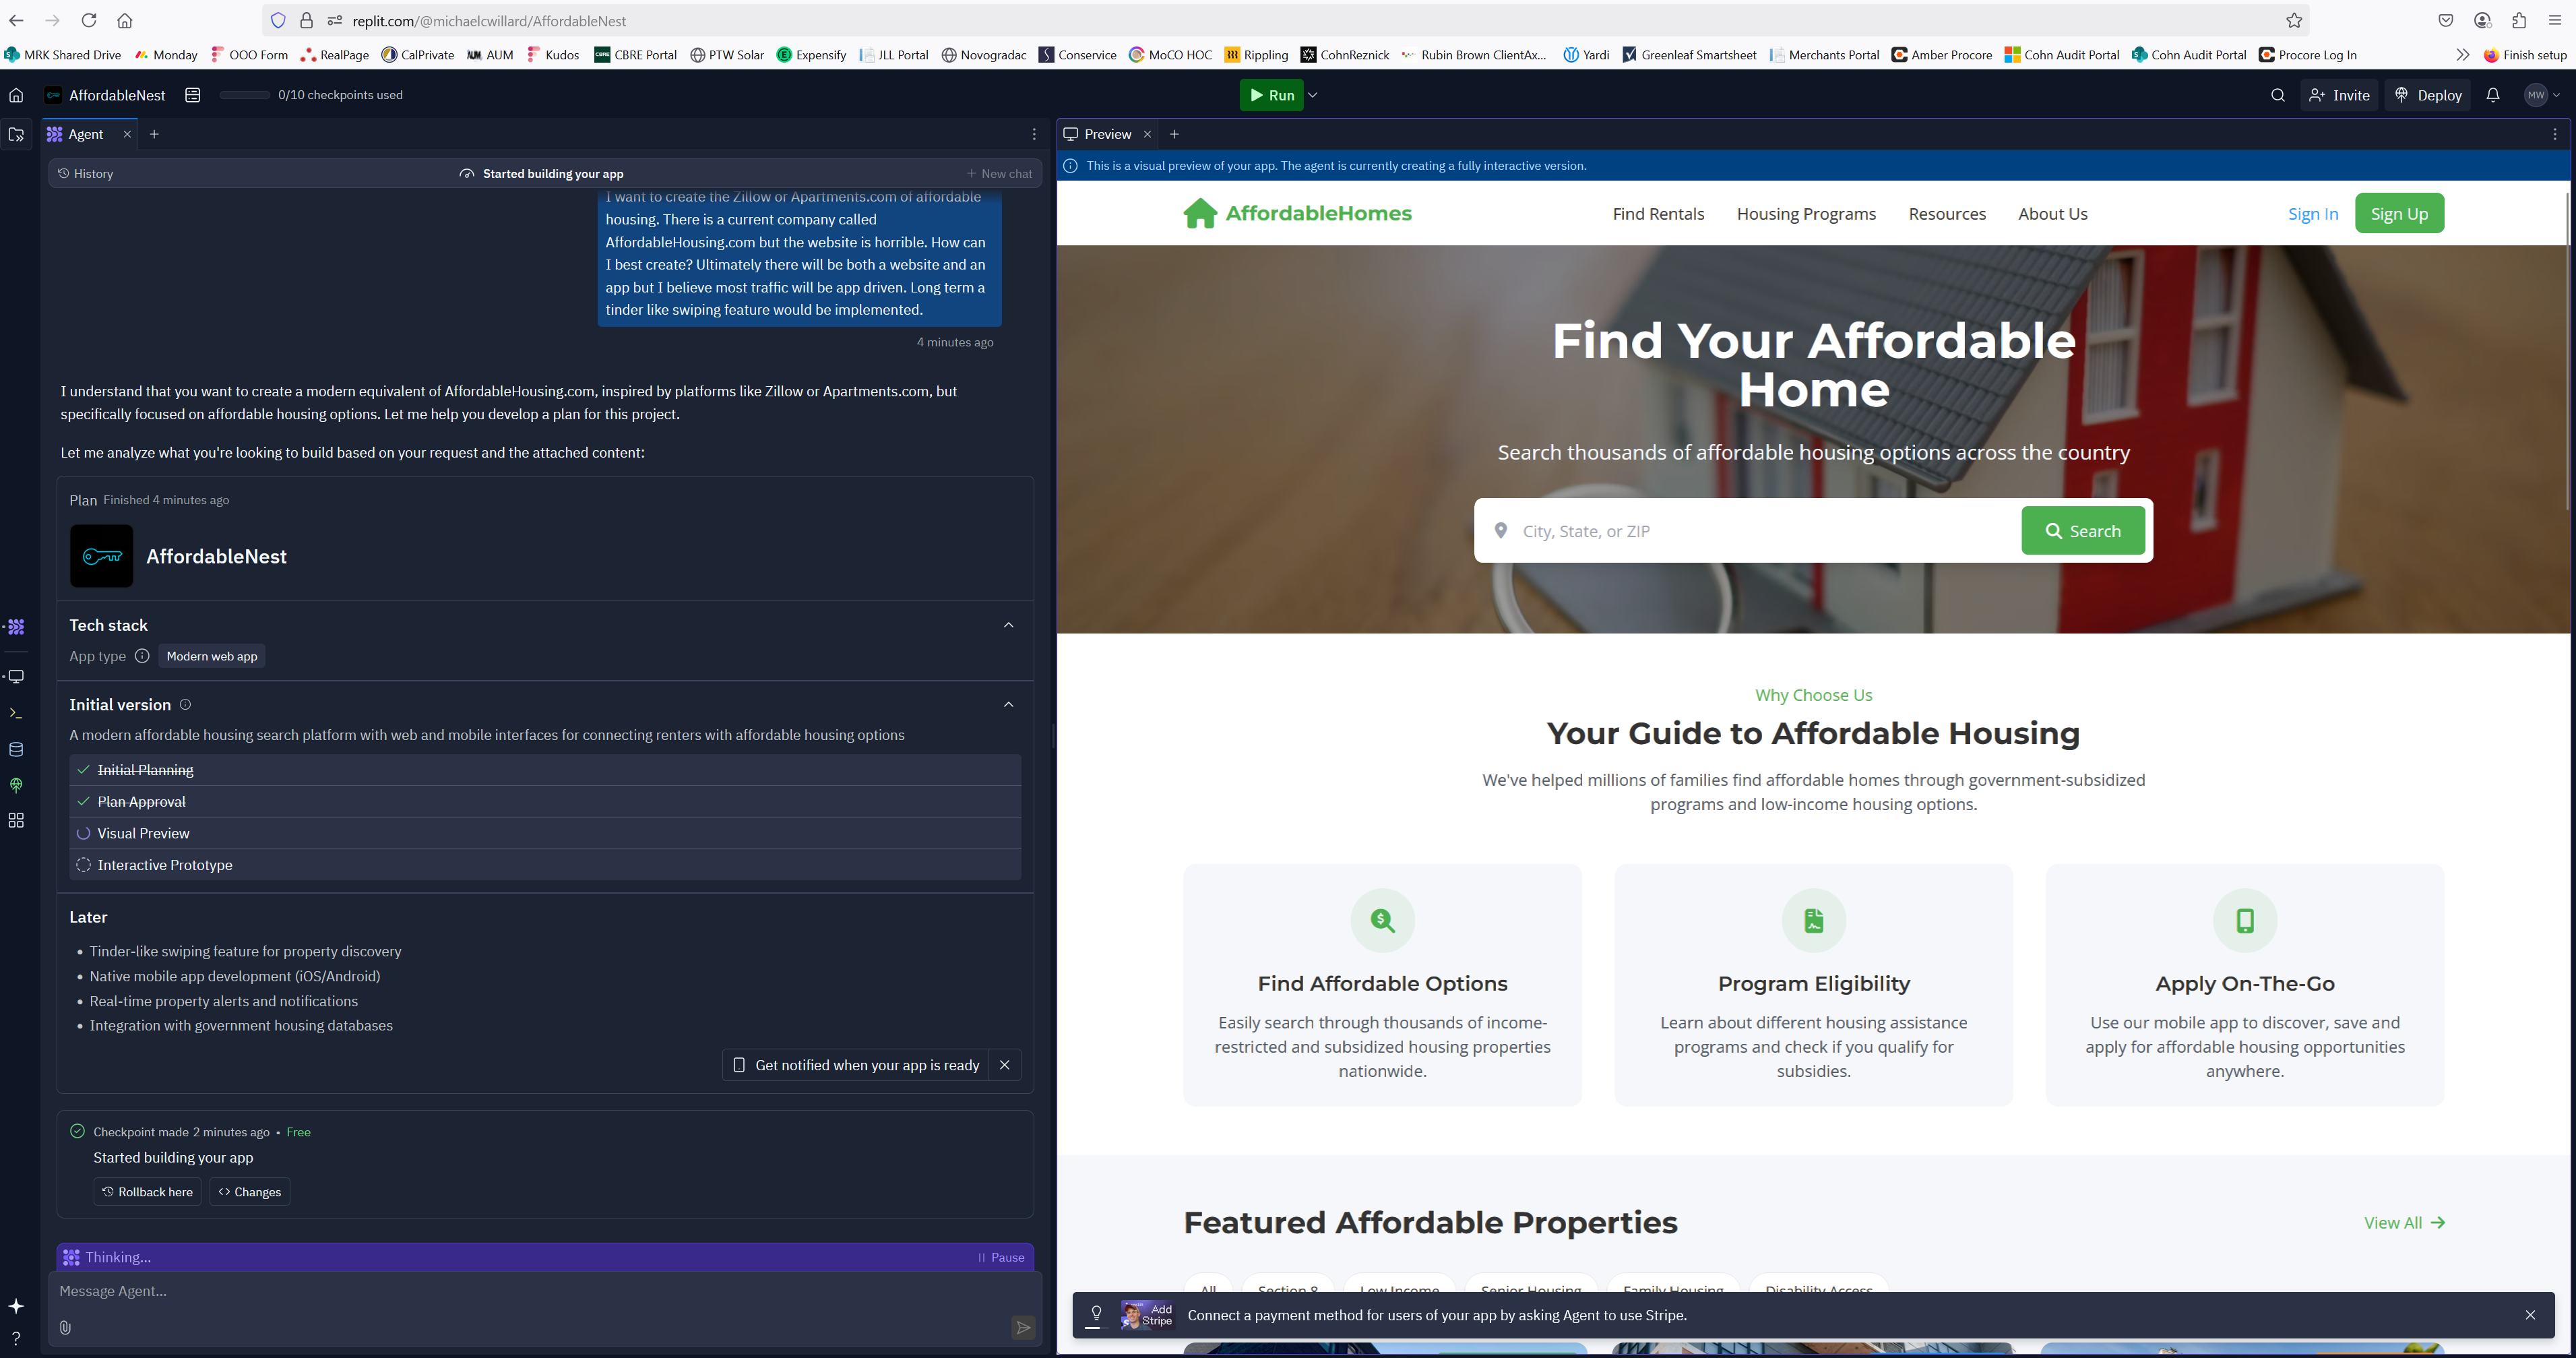 replit.com/@michaelcwillard/AffordableNest
MRK Shared Drive
Monday
OOO Form
RealPage
CalPrivate
AUM
Kudos
CBRE Portal
PTW Solar
Expensify
JLL Portal
Novogradac
Conservice
MoCO HOC
Rippling
CohnReznick
Rubin Brown ClientAx...
Yardi
Greenleaf Smartsheet
Merchants Portal
Amber Procore
Cohn Audit Portal
Cohn Audit Portal
Procore Log In
Finish setup
AffordableNest
0/10 checkpoints used
Run
Invite
Deploy
MW
Agent
History
Started building your app
New chat
I want to create the Zillow or Apartments.com of affordable
housing. There is a current company called
AffordableHousing.com but the website is horrible. How can
I best create? Ultimately there will be both a website and an
app but I believe most traffic will be app driven. Long term a
tinder like swiping feature would be implemented.
4 minutes ago
I understand that you want to create a modern equivalent of AffordableHousing.com, inspired by platforms like Zillow or Apartments.com, but
specifically focused on affordable housing options. Let me help you develop a plan for this project.
Let me analyze what you're looking to build based on your request and the attached content:
Plan Finished 4 minutes ago
AffordableNest
Tech stack
App type Modern web app
Initial version
A modern affordable housing search platform with web and mobile interfaces for connecting renters with affordable housing options
Initial Planning
Plan Approval
Visual Preview
Interactive Prototype
Later
• Tinder-like swiping feature for property discovery
• Native mobile app development (iOS/Android)
• Real-time property alerts and notifications
• Integration with government housing databases
Get notified when your app is ready
Checkpoint made 2 minutes ago • Free
Started building your app
Rollback here
Changes
Thinking...
Pause
Message Agent...
Preview
This is a visual preview of your app. The agent is currently creating a fully interactive version.
AffordableHomes
Find Rentals
Housing Programs
Resources
About Us
Sign In
Sign Up
Find Your Affordable
Home
Search thousands of affordable housing options across the country
City, State, or ZIP
Search
Why Choose Us
Your Guide to Affordable Housing
We've helped millions of families find affordable homes through government-subsidized
programs and low-income housing options.
Find Affordable Options
Easily search through thousands of income-
restricted and subsidized housing properties
nationwide.
Program Eligibility
Learn about different housing assistance
programs and check if you qualify for
subsidies.
Apply On-The-Go
Use our mobile app to discover, save and
apply for affordable housing opportunities
anywhere.
Featured Affordable Properties
View All
All
Section 8
Low Income
Senior Housing
Family Housing
Disability Access
Add
Stripe
Connect a payment method for users of your app by asking Agent to use Stripe.